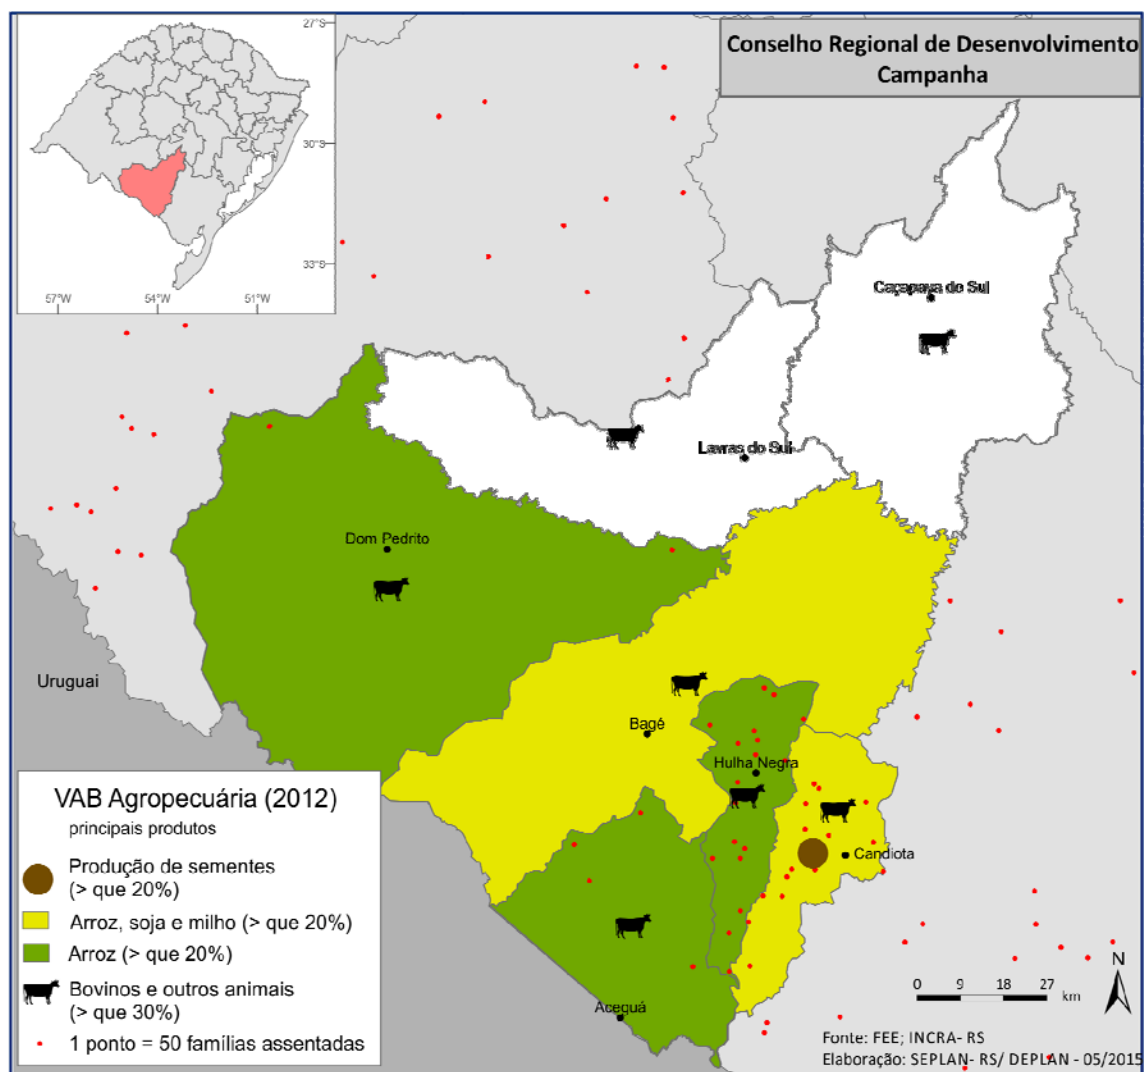 Conselho Regional de Desenvolvimento
Campanha
27°S
30°S
33°S
57°W
54°W
51°W
Caçapava do Sul
Lavras do Sul
Dom Pedrito
Uruguai
Bagé
Hulha Negra
Candiota
Aceguá
VAB Agropecuária (2012)
principais produtos
Produção de sementes
(> que 20%)
Arroz, soja e milho (> que 20%)
Arroz (> que 20%)
Bovinos e outros animais
(> que 30%)
1 ponto = 50 famílias assentadas
0 9 18 27
km
N
Fonte: FEE; INCRA- RS
Elaboração: SEPLAN- RS/ DEPLAN - 05/2015